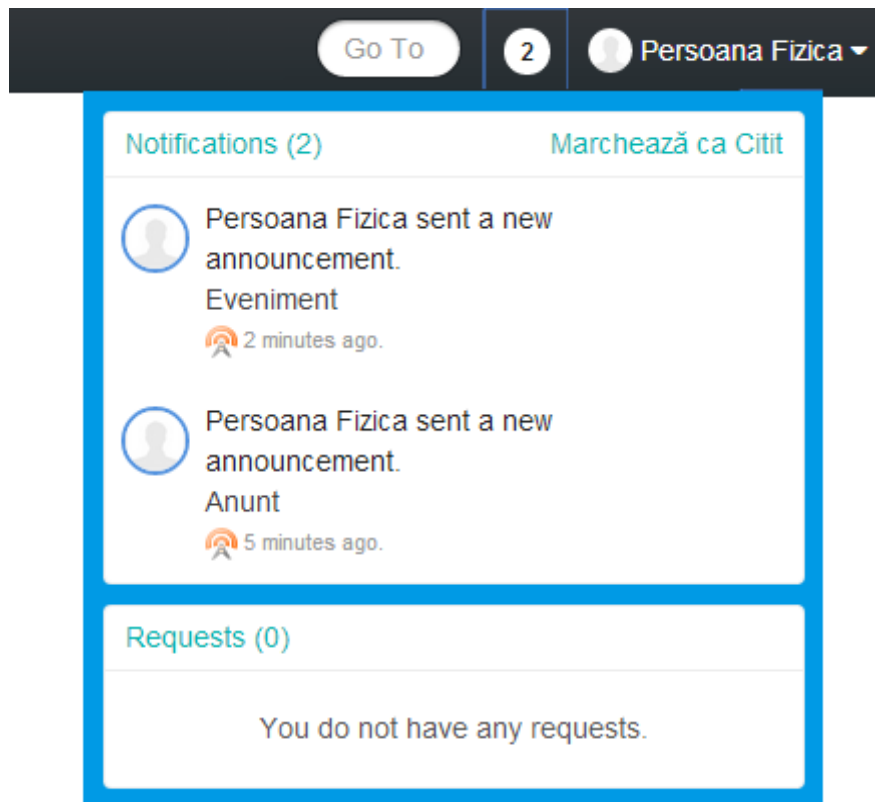 Go To
2
Persoana Fizica
Notifications (2)
Marchează ca Citit
Persoana Fizica sent a new
announcement.
Eveniment
2 minutes ago.
Persoana Fizica sent a new
announcement.
Anunt
5 minutes ago.
Requests (0)
You do not have any requests.